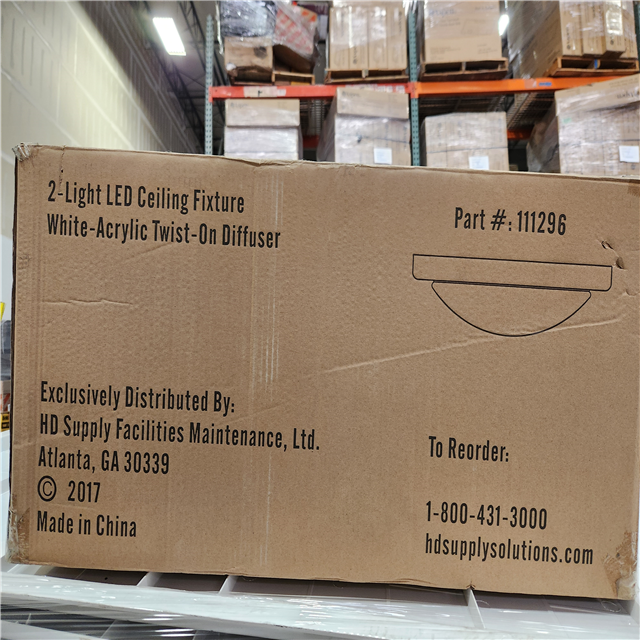 2-Light LED Ceiling Fixture
White-Acrylic Twist-On Diffuser
Part #: 111296
Exclusively Distributed By:
HD Supply Facilities Maintenance, Ltd.
Atlanta, GA 30339
© 2017
Made in China
To Reorder:
1-800-431-3000
hdsupplysolutions.com